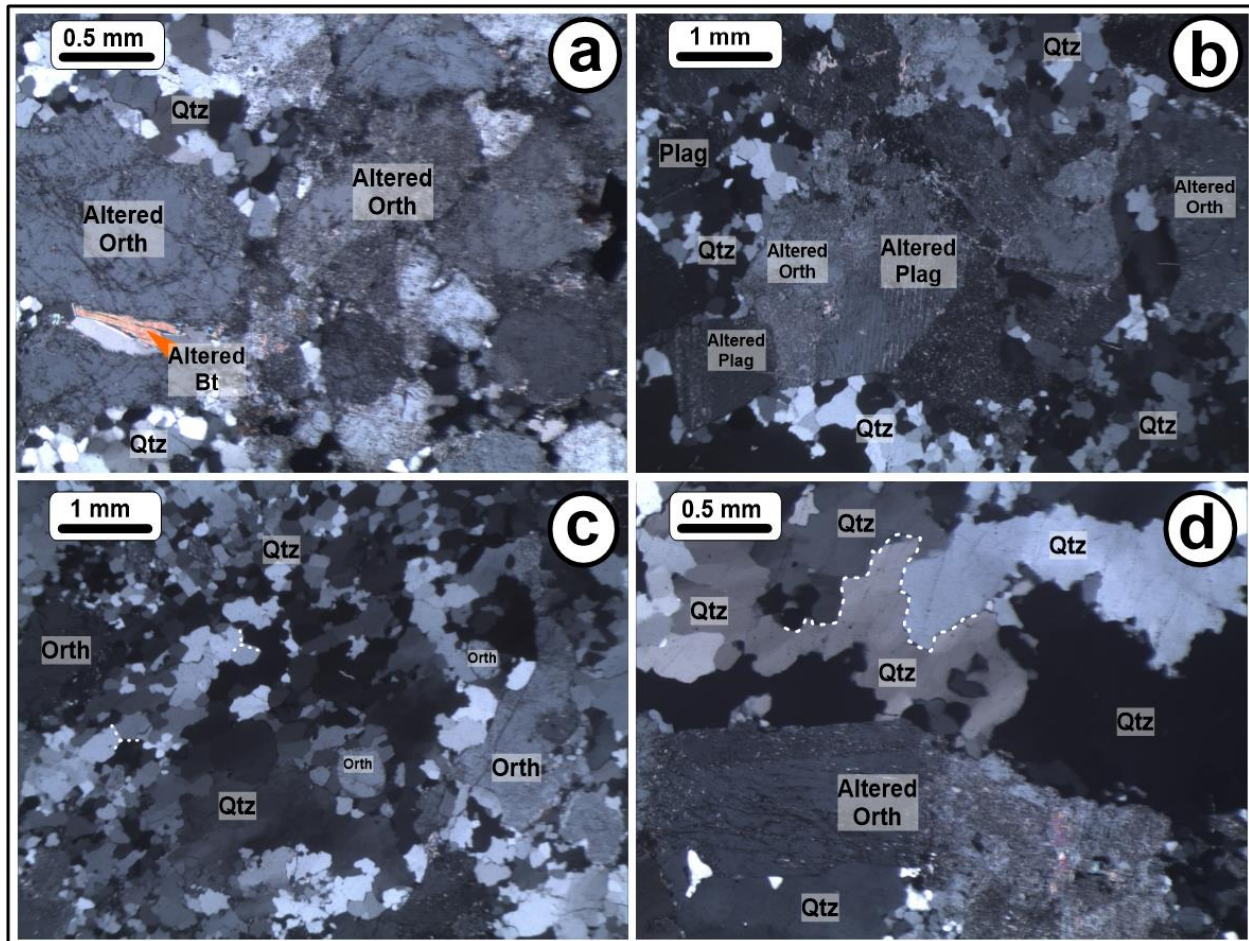 0.5 mm
a
Qtz
Altered
Orth
Altered
Orth
Altered
Bt
Qtz
1 mm
b
Qtz
Plag
Altered
Orth
Qtz
Altered
Orth
Altered
Plag
Altered
Plag
Qtz
Qtz
1 mm
c
Qtz
Orth
Orth
Orth
Orth
Qtz
0.5 mm
d
Qtz
Qtz
Qtz
Qtz
Qtz
Altered
Orth
Qtz